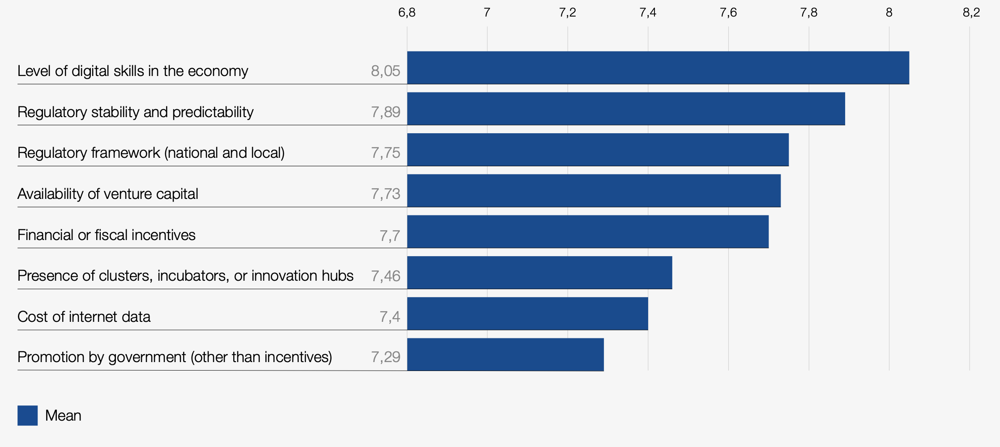 6,8 7 7,2 7,4 7,6 7,8 8 8,2
Level of digital skills in the economy 8,05
Regulatory stability and predictability 7,89
Regulatory framework (national and local) 7,75
Availability of venture capital 7,73
Financial or fiscal incentives 7,7
Presence of clusters, incubators, or innovation hubs 7,46
Cost of internet data 7,4
Promotion by government (other than incentives) 7,29
Mean